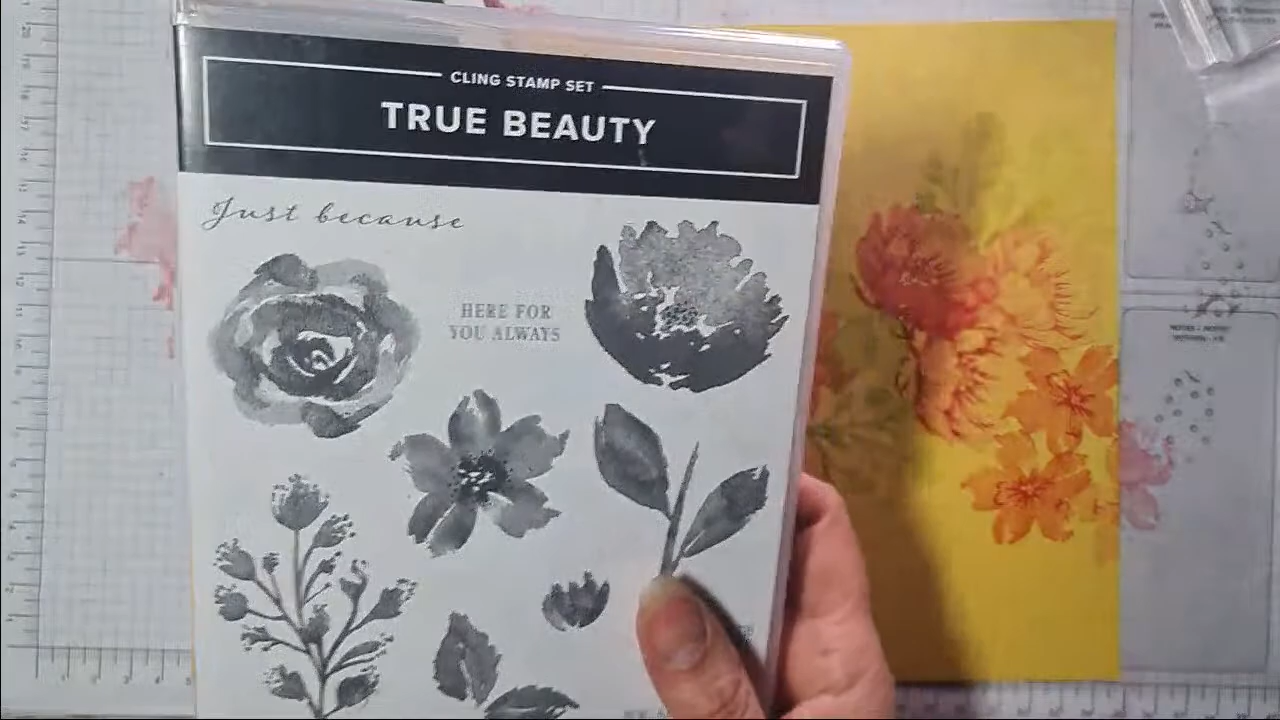 CLING STAMP SET
TRUE BEAUTY
Just because
HERE FOR
YOU ALWAYS